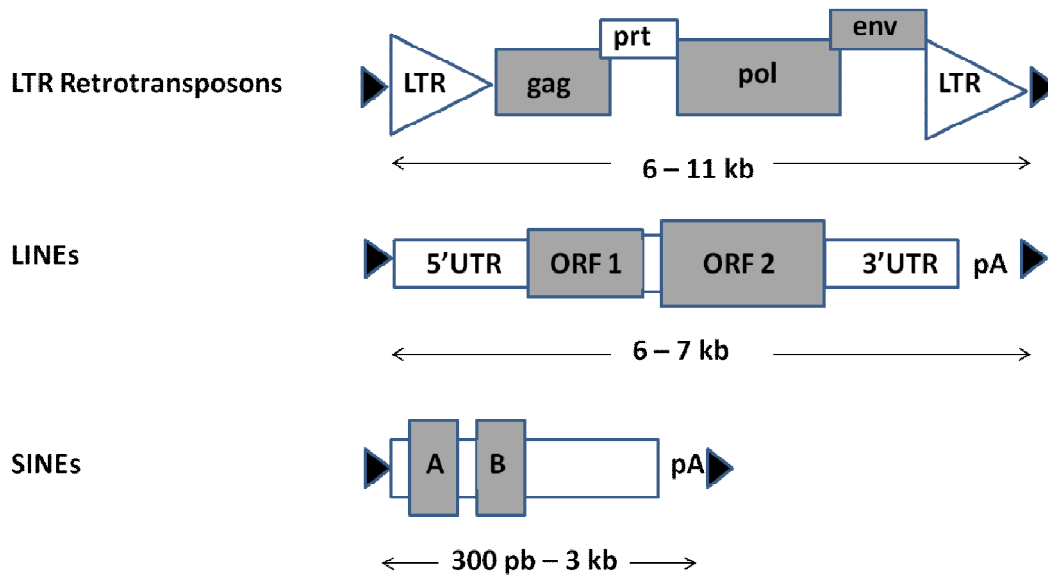 LTR Retrotransposons
LTR gag prt pol env LTR
6 – 11 kb
LINEs
5’UTR ORF 1 ORF 2 3’UTR pA
6 – 7 kb
SINEs
A B pA
300 pb – 3 kb